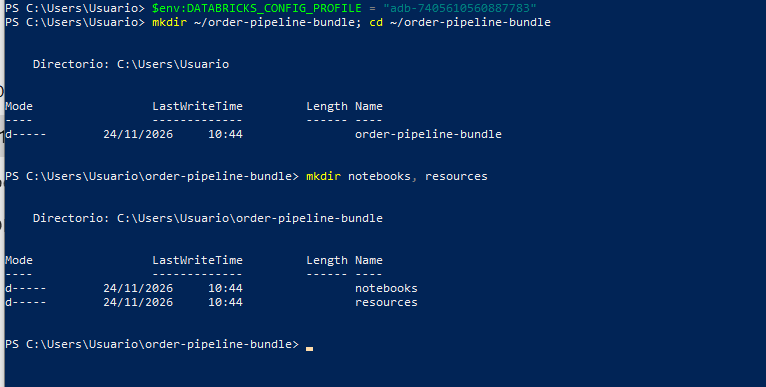 PS C:\Users\Usuario> $env:DATABRICKS_CONFIG_PROFILE = "adb-7405610560887783"
PS C:\Users\Usuario> mkdir ~/order-pipeline-bundle; cd ~/order-pipeline-bundle
Directorio: C:\Users\Usuario
Mode LastWriteTime Length Name
---- ------------- ------ ----
d----- 24/11/2026 10:44 order-pipeline-bundle
PS C:\Users\Usuario\order-pipeline-bundle> mkdir notebooks, resources
Directorio: C:\Users\Usuario\order-pipeline-bundle
Mode LastWriteTime Length Name
---- ------------- ------ ----
d----- 24/11/2026 10:44 notebooks
d----- 24/11/2026 10:44 resources
PS C:\Users\Usuario\order-pipeline-bundle>